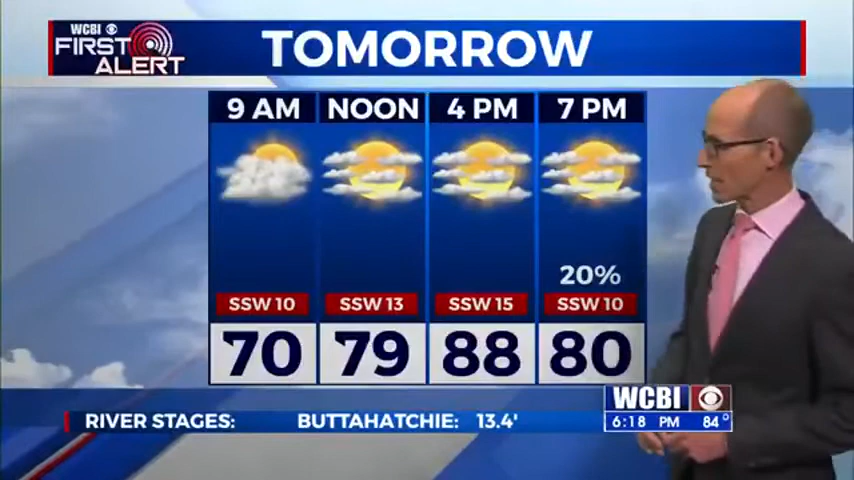 WCBI
FIRST
ALERT
TOMORROW
9 AM NOON 4 PM 7 PM
20%
SSW 10 SSW 13 SSW 15 SSW 10
70 79 88 80
WCBI
6:18 PM 84°
RIVER STAGES: BUTTAHATCHIE: 13.4'